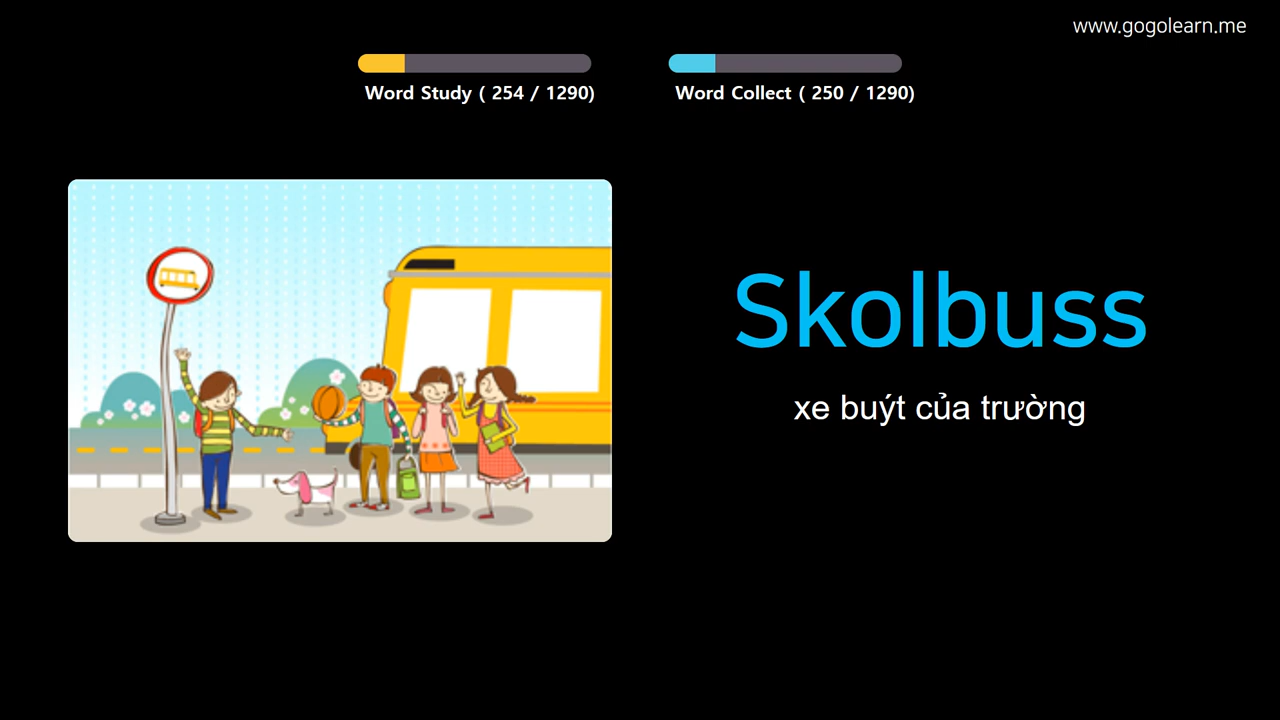 www.gogolearn.me
Word Study ( 254 / 1290)
Word Collect ( 250 / 1290)
Skolbuss
xe buýt của trường